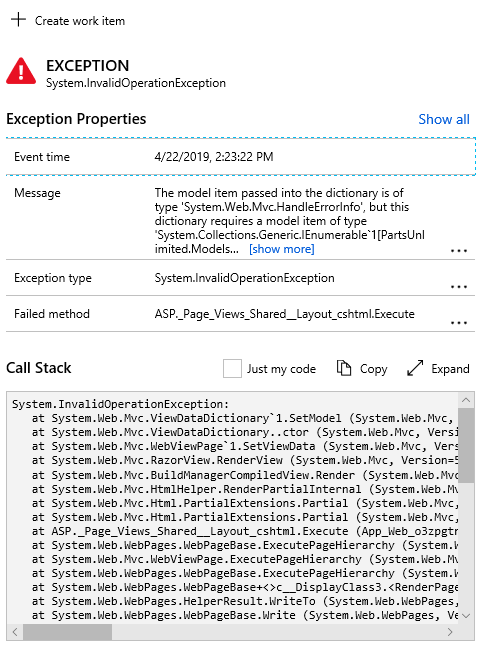 Create work item
EXCEPTION
System.InvalidOperationException
Exception Properties
Show all
Event time 4/22/2019, 2:23:22 PM
Message The model item passed into the dictionary is of
type 'System.Web.Mvc.HandleErrorInfo', but this
dictionary requires a model item of type
'System.Collections.Generic.IEnumerable`1[PartsUnl
imited.Models... [show more]
Exception type System.InvalidOperationException
Failed method ASP._Page_Views_Shared__Layout_cshtml.Execute
Call Stack Just my code Copy Expand
System.InvalidOperationException:
at System.Web.Mvc.ViewDataDictionary`1.SetModel (System.Web.Mvc,
at System.Web.Mvc.ViewDataDictionary..ctor (System.Web.Mvc, Versi
at System.Web.Mvc.WebViewPage`1.SetViewData (System.Web.Mvc, Vers
at System.Web.Mvc.RazorView.RenderView (System.Web.Mvc, Version=5
at System.Web.Mvc.BuildManagerCompiledView.Render (System.Web.Mvc
at System.Web.Mvc.HtmlHelper.RenderPartialInternal (System.Web.Mv
at System.Web.Mvc.Html.PartialExtensions.Partial (System.Web.Mvc,
at System.Web.Mvc.Html.PartialExtensions.Partial (System.Web.Mvc,
at ASP._Page_Views_Shared__Layout_cshtml.Execute (App_Web_o3zpgtr
at System.Web.WebPages.WebPageBase.ExecutePageHierarchy (System.W
at System.Web.Mvc.WebViewPage.ExecutePageHierarchy (System.Web.Mv
at System.Web.WebPages.WebPageBase.ExecutePageHierarchy (System.W
at System.Web.WebPages.WebPageBase+<>c__DisplayClass3.<RenderPage
at System.Web.WebPages.HelperResult.WriteTo (System.Web.WebPages,
at System.Web.WebPages.WebPageBase.Write (System.Web.WebPages, Ve